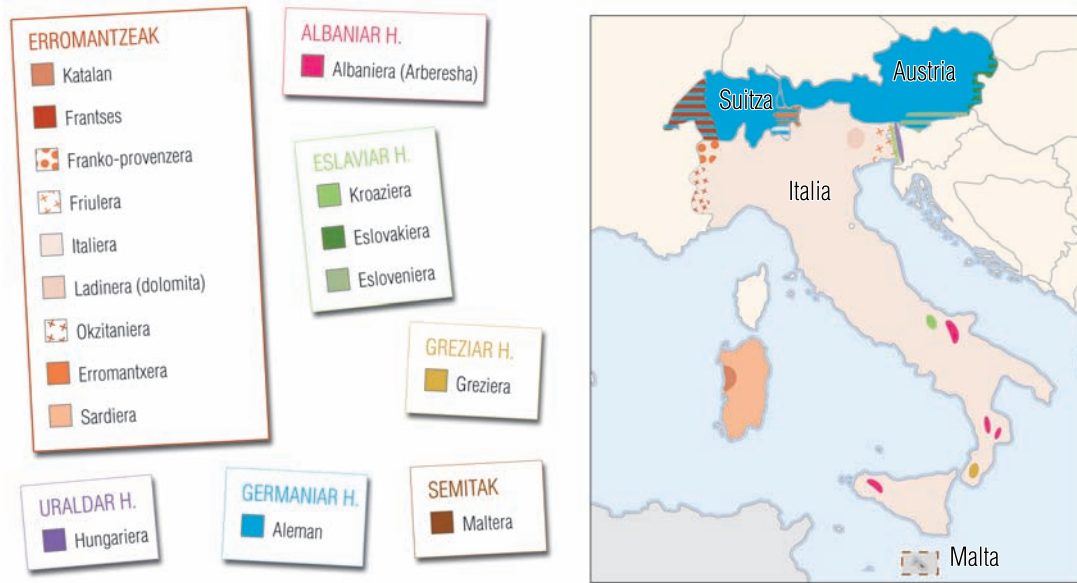 ERROMANTZEAK
Katalan
Frantses
Franko-provenzera
Friulera
Italiera
Ladinera (dolomita)
Okzitaniera
Erromantxera
Sardiera
ALBANIAR H.
Albaniera (Arberesha)
ESLAVIAR H.
Kroaziera
Eslovakiera
Esloveniera
GREZIAR H.
Greziera
URALDAR H.
Hungariera
GERMANIAR H.
Aleman
SEMITAK
Maltera
Austria
Suitza
Italia
Malta